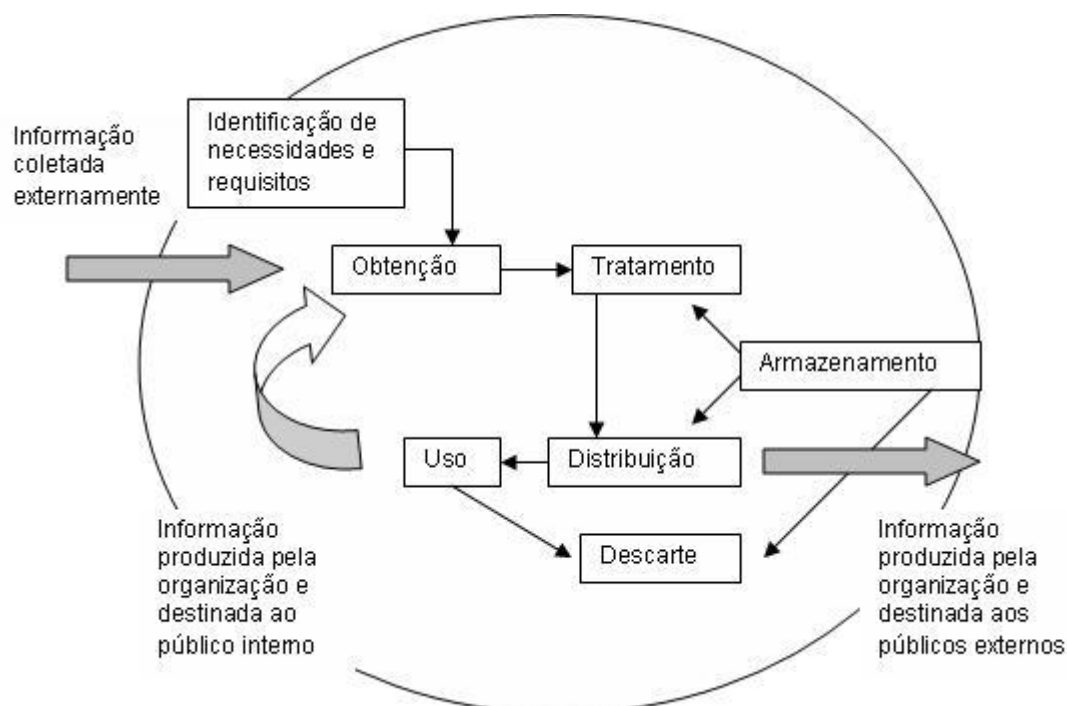 Informação
coletada
externamente
Identificação de
necessidades e
requisitos
Obtenção
Tratamento
Armazenamento
Uso
Distribuição
Descarte
Informação
produzida pela
organização e
destinada ao
público interno
Informação
produzida pela
organização e
destinada aos
públicos externos